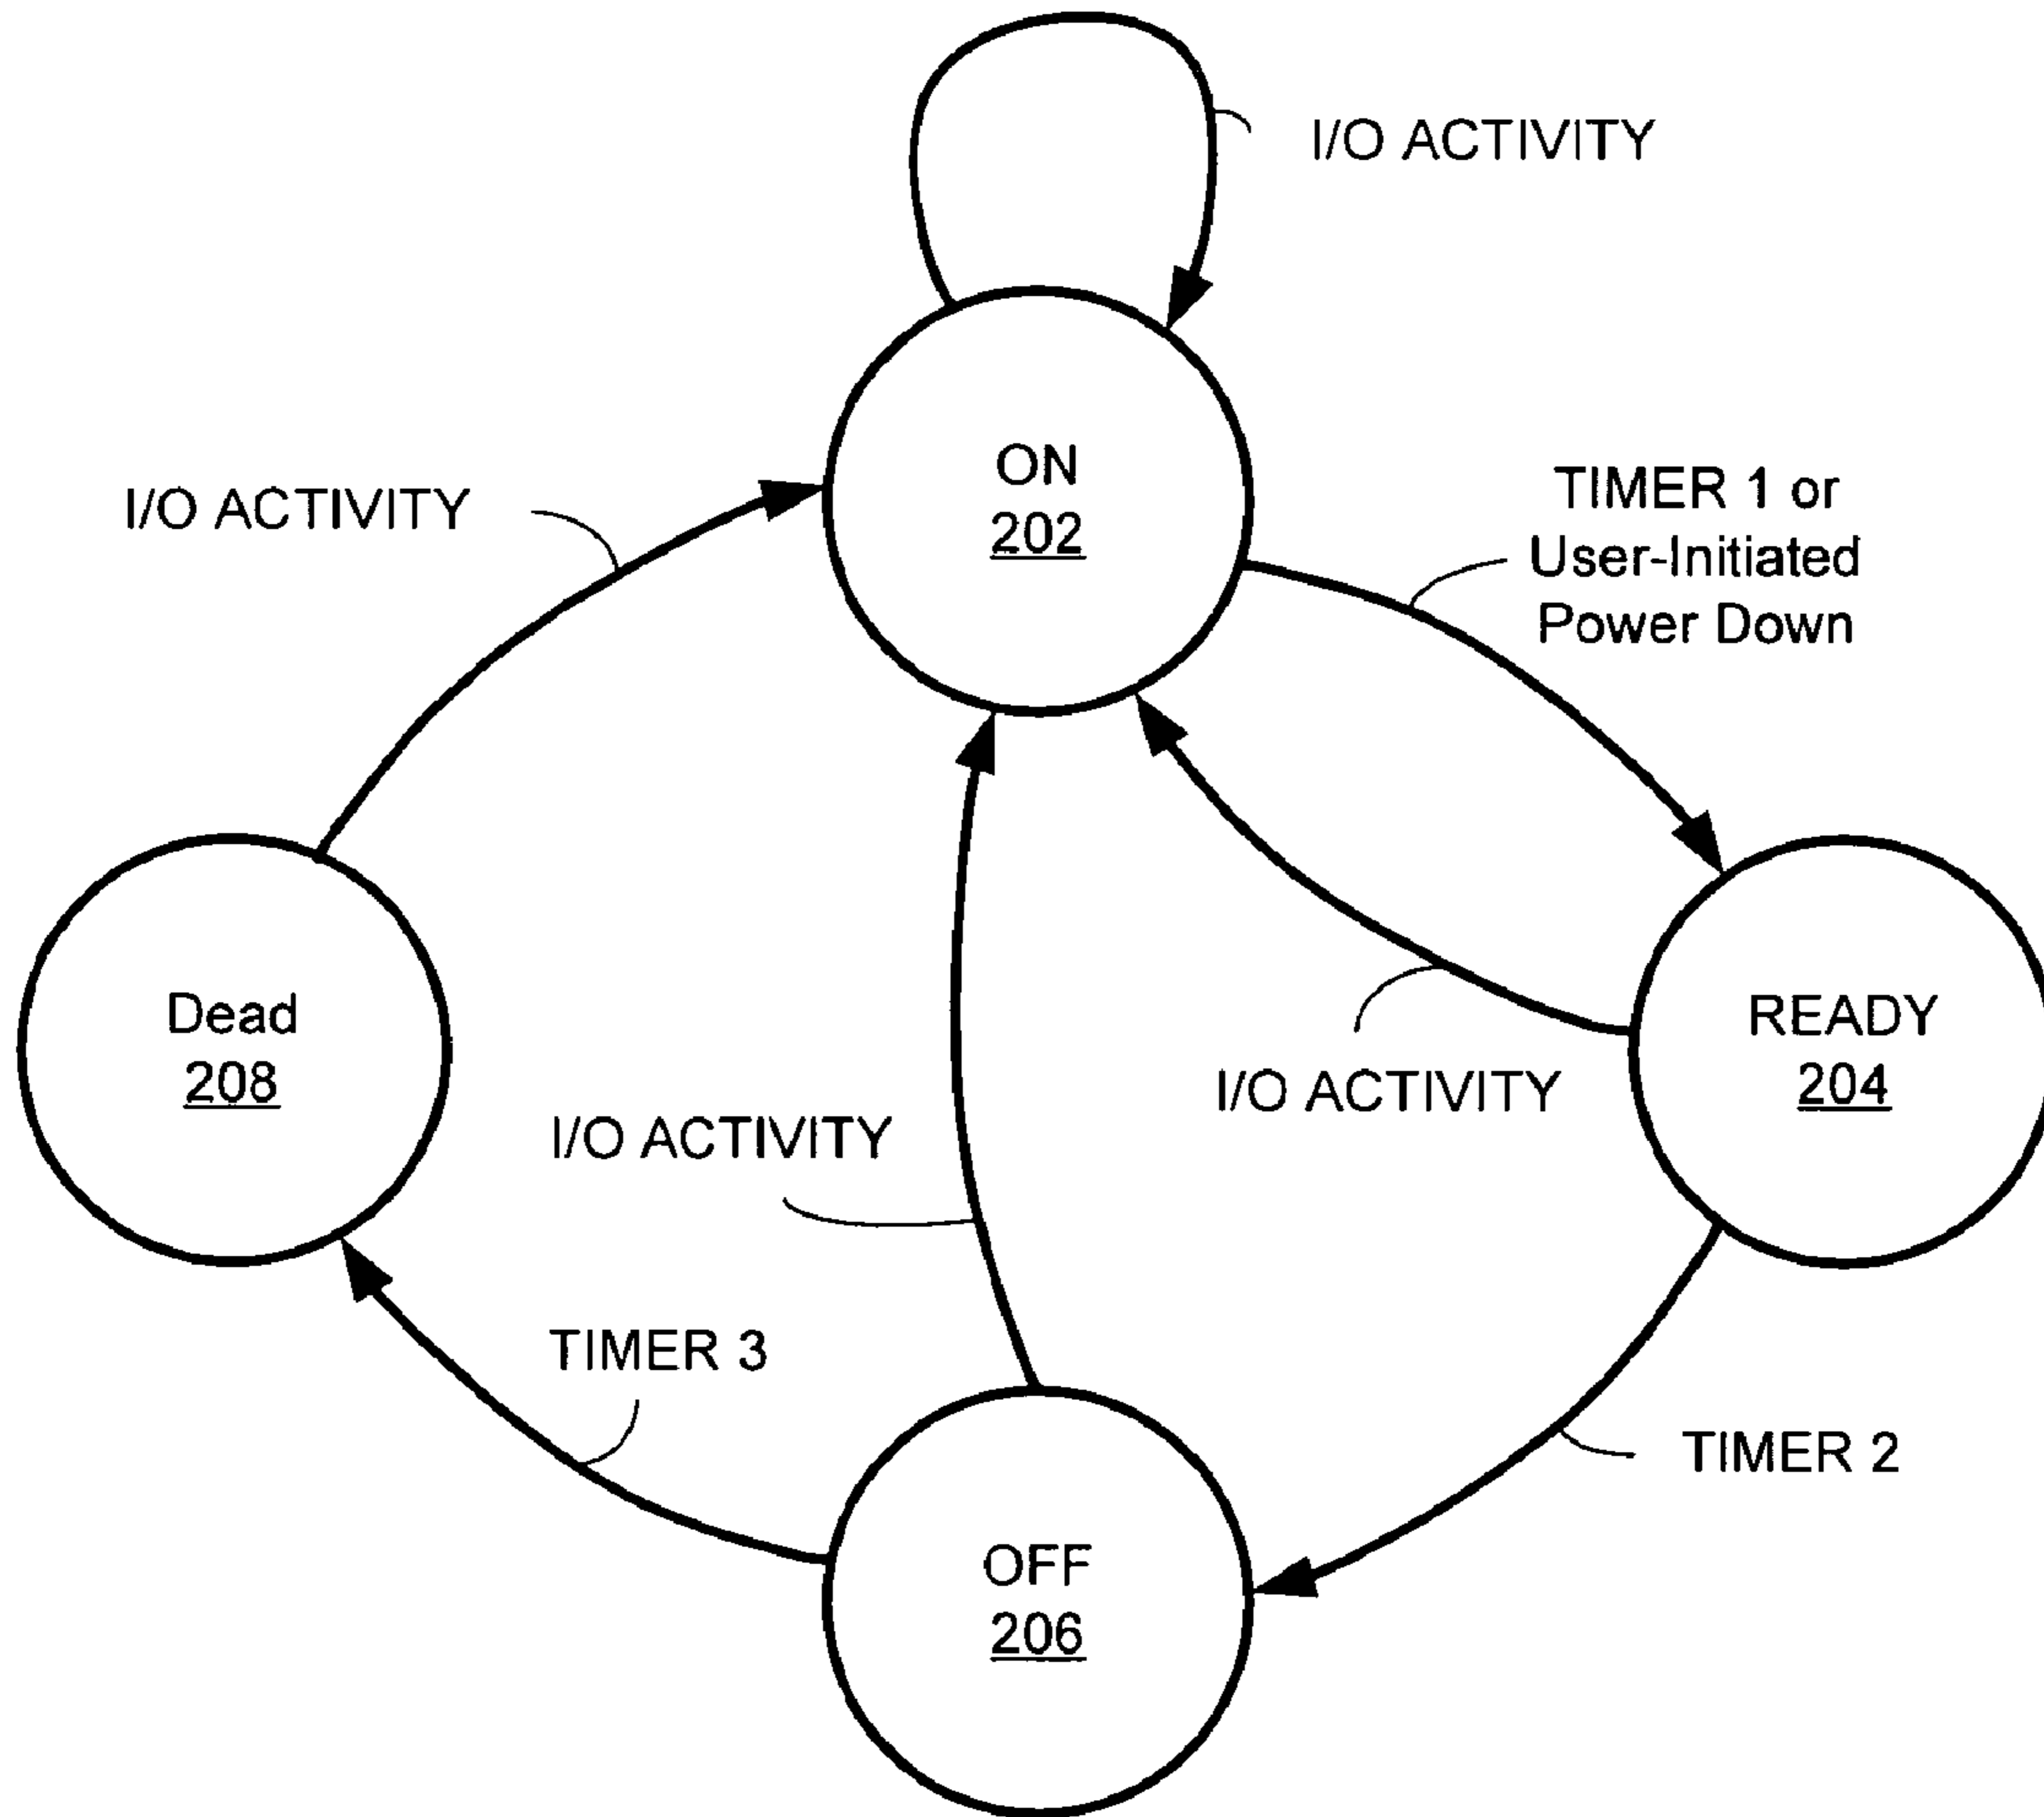 I/O ACTIVITY
ON
202
I/O ACTIVITY
TIMER 1 or
User-Initiated
Power Down
Dead
208
READY
204
I/O ACTIVITY
I/O ACTIVITY
TIMER 3
TIMER 2
OFF
206